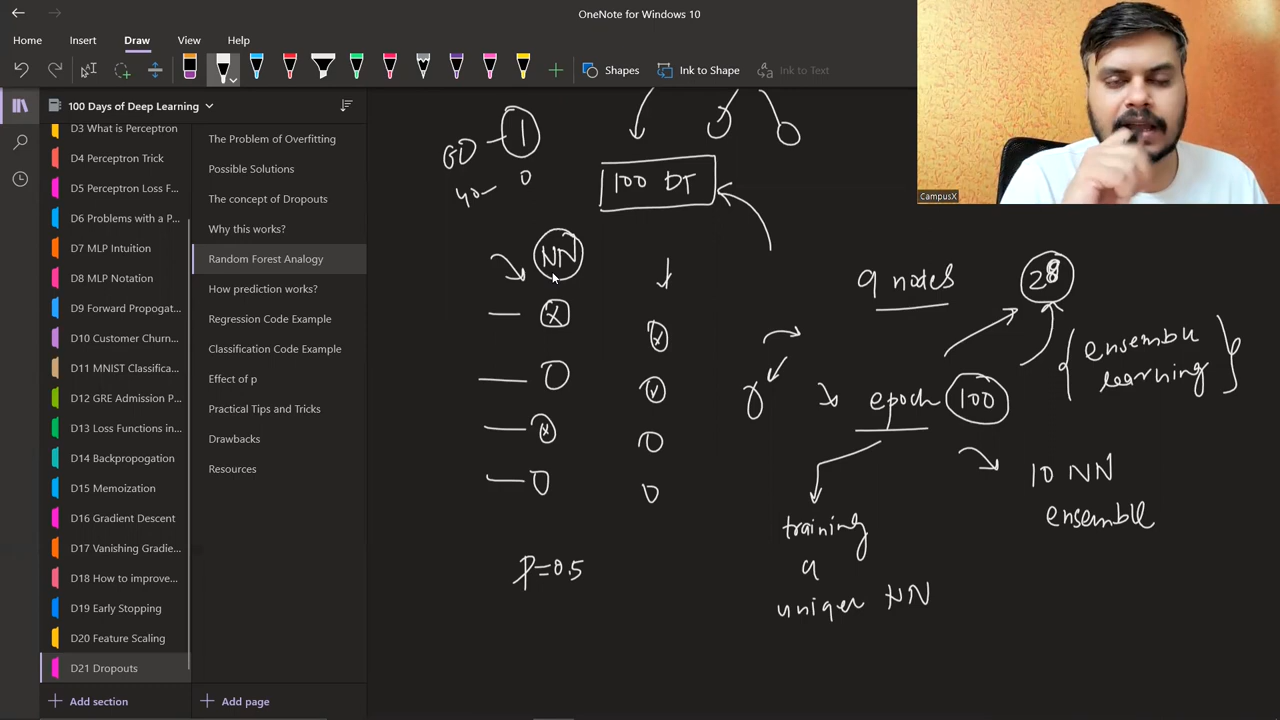 OneNote for Windows 10
Home
Insert
Draw
View
Help
Shapes
Ink to Shape
Ink to Text
100 Days of Deep Learning
D3 What is Perceptron
D4 Perceptron Trick
D5 Perceptron Loss F...
D6 Problems with a P...
D7 MLP Intuition
D8 MLP Notation
D9 Forward Propogat...
D10 Customer Churn...
D11 MNIST Classifica...
D12 GRE Admission P...
D13 Loss Functions in...
D14 Backpropogation
D15 Memoization
D16 Gradient Descent
D17 Vanishing Gradie...
D18 How to improve...
D19 Early Stopping
D20 Feature Scaling
D21 Dropouts
Add section
The Problem of Overfitting
Possible Solutions
The concept of Dropouts
Why this works?
Random Forest Analogy
How prediction works?
Regression Code Example
Classification Code Example
Effect of p
Practical Tips and Tricks
Drawbacks
Resources
Add page
60 - 1
40 - 0
100 DT
NN
p=0.5
9 nodes
epoch 100
{ensemble
learning}
10 NN
ensemble
training
a
unique NN
CampusX